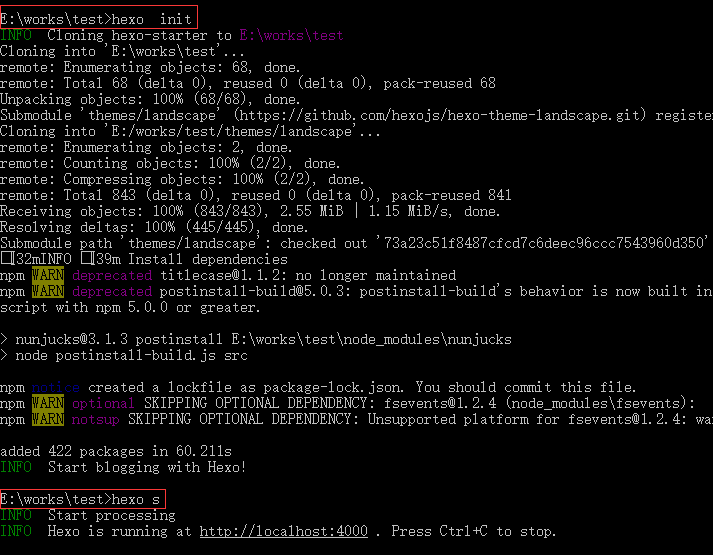 E:\works\test>hexo  init
INFO  Cloning hexo-starter to E:\works\test
Cloning into 'E:\works\test'...
remote: Enumerating objects: 68, done.
remote: Total 68 (delta 0), reused 0 (delta 0), pack-reused 68
Unpacking objects: 100% (68/68), done.
Submodule 'themes/landscape' (https://github.com/hexojs/hexo-theme-landscape.git) registe
Cloning into 'E:/works/test/themes/landscape'...
remote: Enumerating objects: 2, done.
remote: Counting objects: 100% (2/2), done.
remote: Compressing objects: 100% (2/2), done.
remote: Total 843 (delta 0), reused 0 (delta 0), pack-reused 841
Receiving objects: 100% (843/843), 2.55 MiB | 1.15 MiB/s, done.
Resolving deltas: 100% (445/445), done.
Submodule path 'themes/landscape': checked out '73a23c51f8487cfcd7c6deec96ccc7543960d350'
[32mINFO [39m Install dependencies
npm WARN deprecated titlecase@1.1.2: no longer maintained
npm WARN deprecated postinstall-build@5.0.3: postinstall-build's behavior is now built in
script with npm 5.0.0 or greater.
> nunjucks@3.1.3 postinstall E:\works\test\node_modules\nunjucks
> node postinstall-build.js src
npm notice created a lockfile as package-lock.json. You should commit this file.
npm WARN optional SKIPPING OPTIONAL DEPENDENCY: fsevents@1.2.4 (node_modules\fsevents):
npm WARN notsup SKIPPING OPTIONAL DEPENDENCY: Unsupported platform for fsevents@1.2.4: wa
added 422 packages in 60.211s
INFO  Start blogging with Hexo!
E:\works\test>hexo s
INFO  Start processing
INFO  Hexo is running at http://localhost:4000 . Press Ctrl+C to stop.